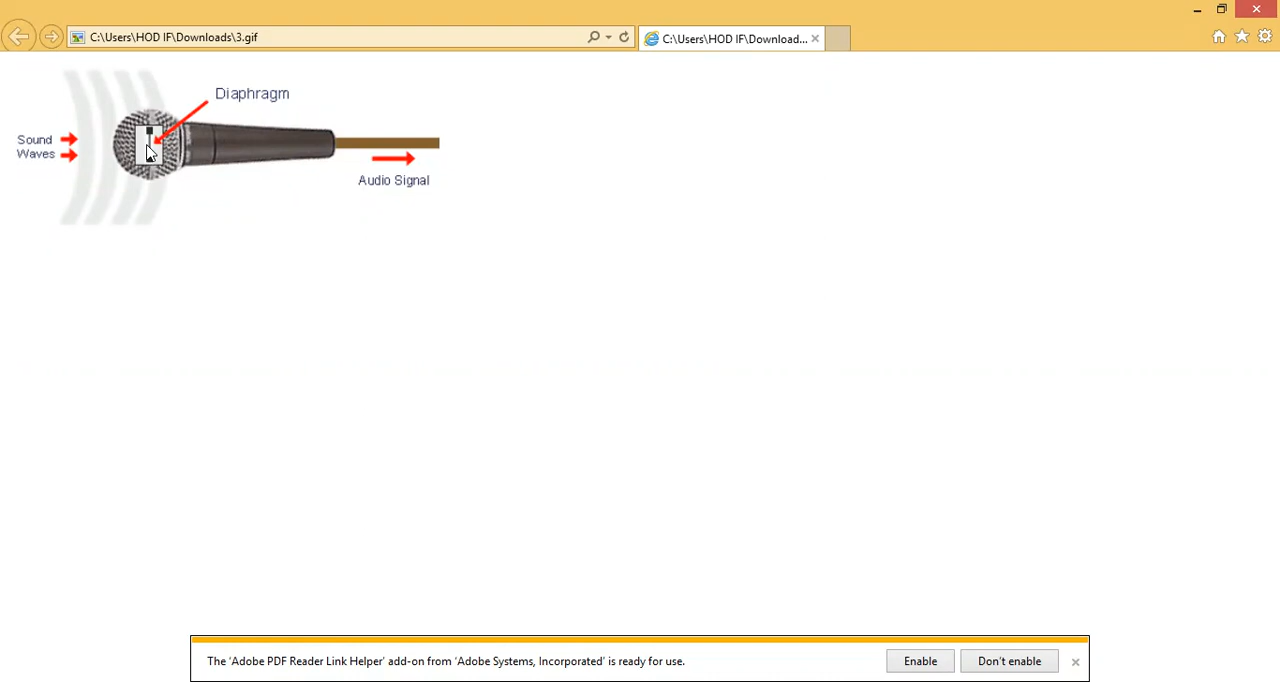 C:\Users\HOD IF\Downloads\3.gif
C:\Users\HOD IF\Download...
Diaphragm
Sound
Waves
Audio Signal
The 'Adobe PDF Reader Link Helper' add-on from 'Adobe Systems, Incorporated' is ready for use.
Enable
Don't enable